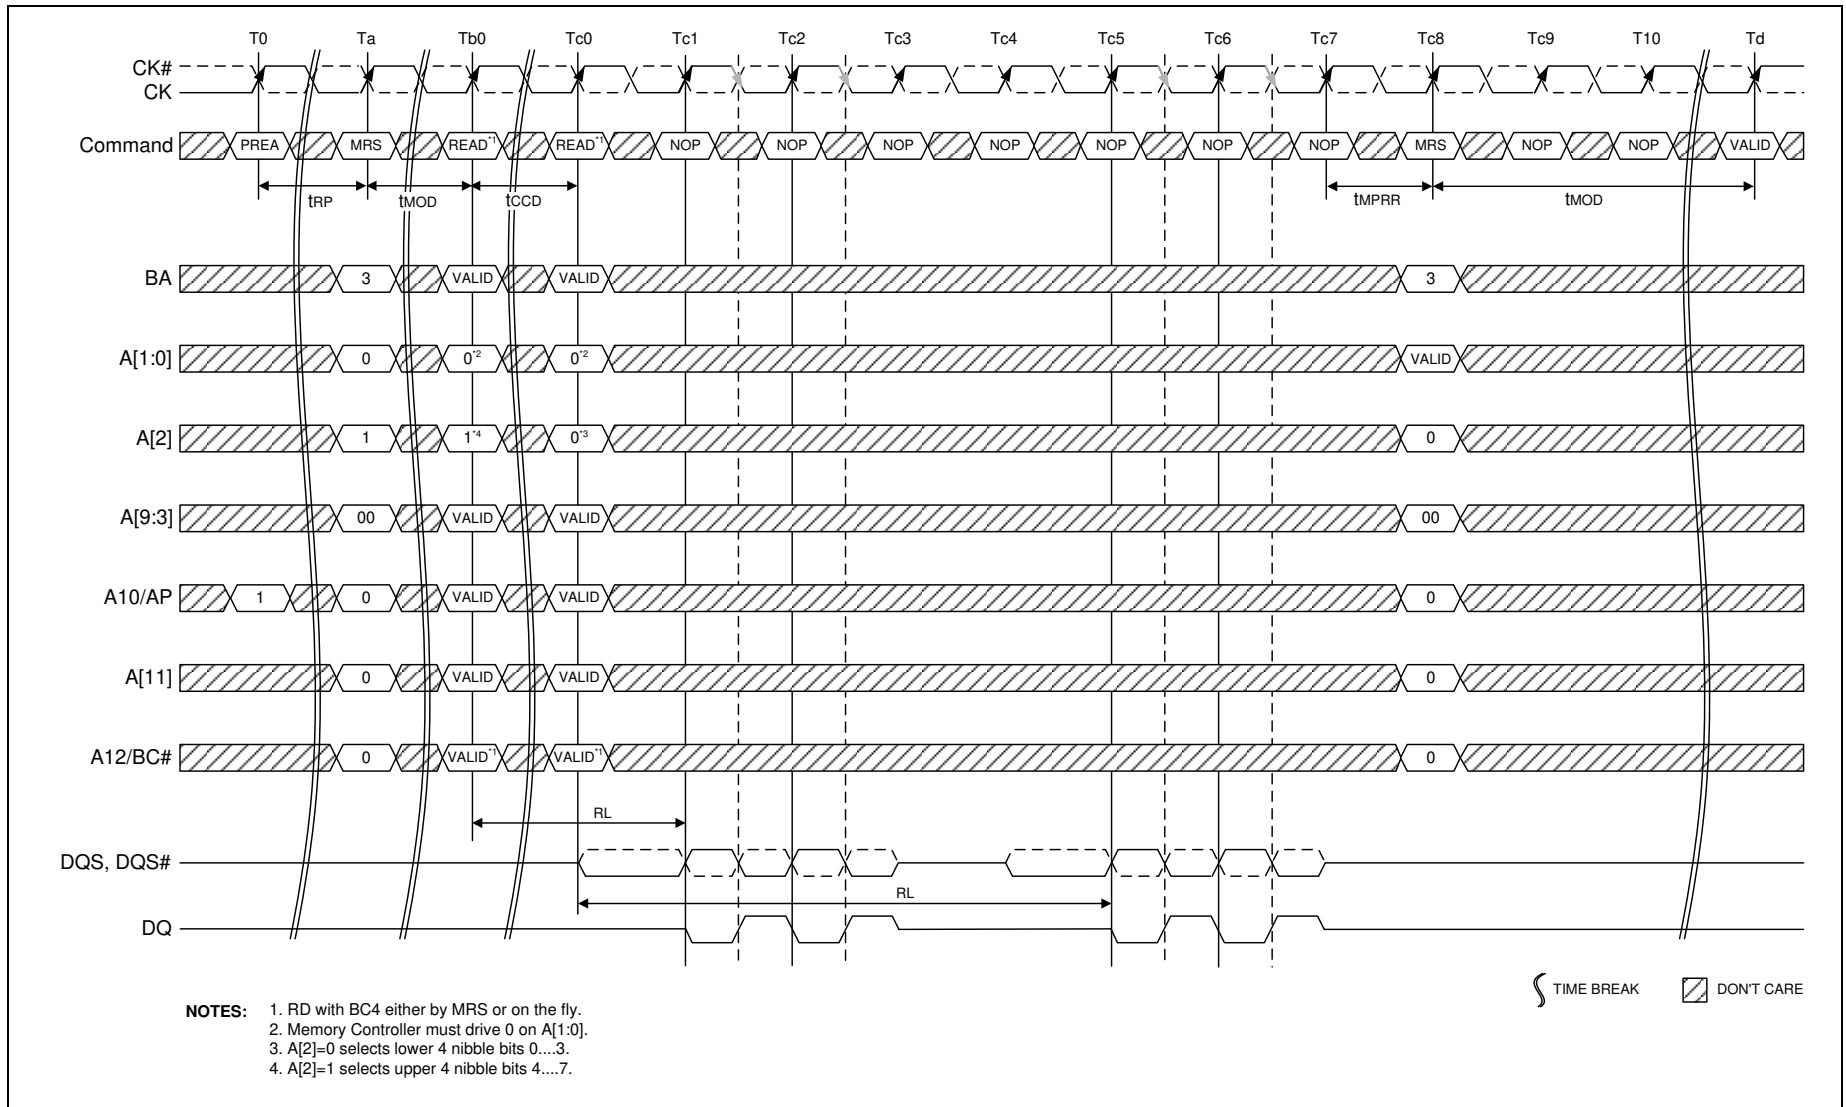 T0 Ta Tb0 Tc0 Tc1 Tc2 Tc3 Tc4 Tc5 Tc6 Tc7 Tc8 Tc9 T10 Td
CK#
CK
Command PREA MRS READ*1 READ*1 NOP NOP NOP NOP NOP NOP NOP MRS NOP NOP VALID
tRP tMOD tCCD tMPRR tMOD
BA 3 VALID VALID 3
A[1:0] 0 0*2 0*2 VALID
A[2] 1 1*4 0*3 0
A[9:3] 00 VALID VALID 00
A10/AP 1 0 VALID VALID 0
A[11] 0 VALID VALID 0
A12/BC# 0 VALID*1 VALID*1 0
RL
DQS, DQS#
RL
DQ
TIME BREAK DON'T CARE
NOTES: 1. RD with BC4 either by MRS or on the fly.
2. Memory Controller must drive 0 on A[1:0].
3. A[2]=0 selects lower 4 nibble bits 0....3.
4. A[2]=1 selects upper 4 nibble bits 4....7.